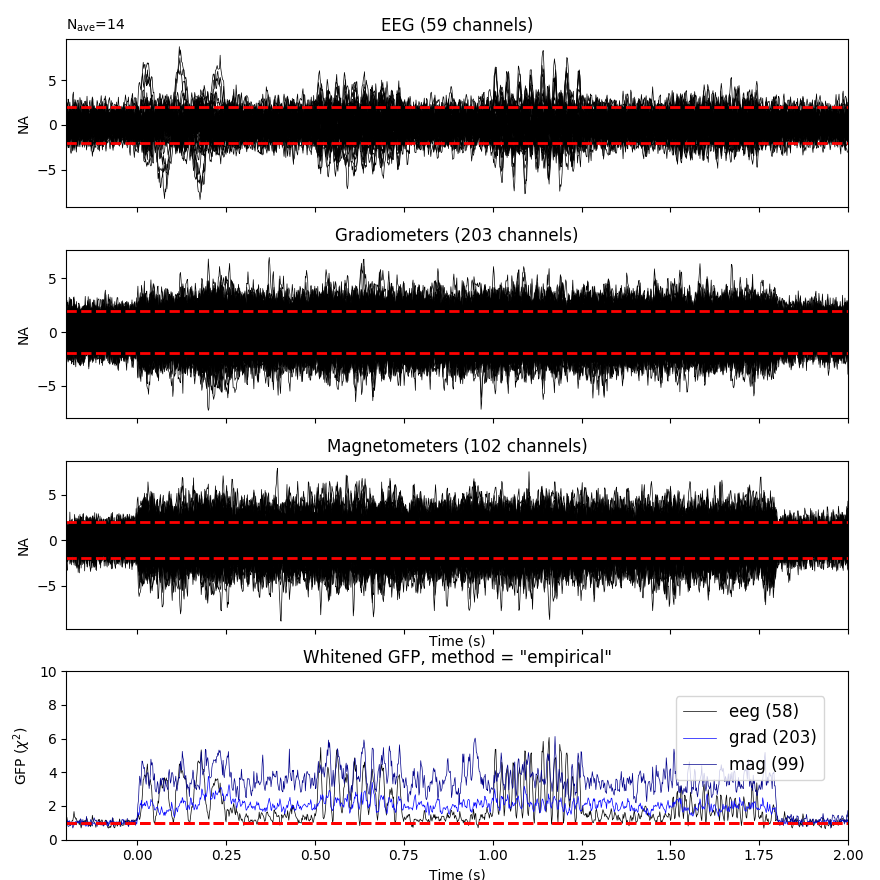 Nave=14
EEG (59 channels)
5
0
−5
NA
Gradiometers (203 channels)
5
0
−5
NA
Magnetometers (102 channels)
5
0
−5
NA
Time (s)
Whitened GFP, method = "empirical"
10
8
6
4
2
0
GFP (χ²)
eeg (58)
grad (203)
mag (99)
0.00 0.25 0.50 0.75 1.00 1.25 1.50 1.75 2.00
Time (s)